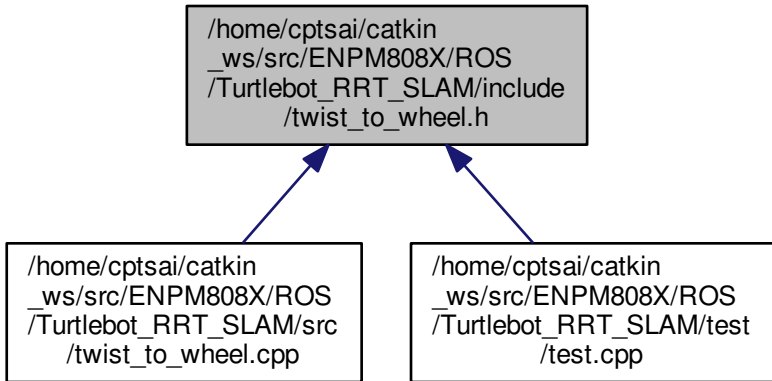 /home/cptsai/catkin
_ws/src/ENPM808X/ROS
/Turtlebot_RRT_SLAM/include
/twist_to_wheel.h
/home/cptsai/catkin
_ws/src/ENPM808X/ROS
/Turtlebot_RRT_SLAM/src
/twist_to_wheel.cpp
/home/cptsai/catkin
_ws/src/ENPM808X/ROS
/Turtlebot_RRT_SLAM/test
/test.cpp